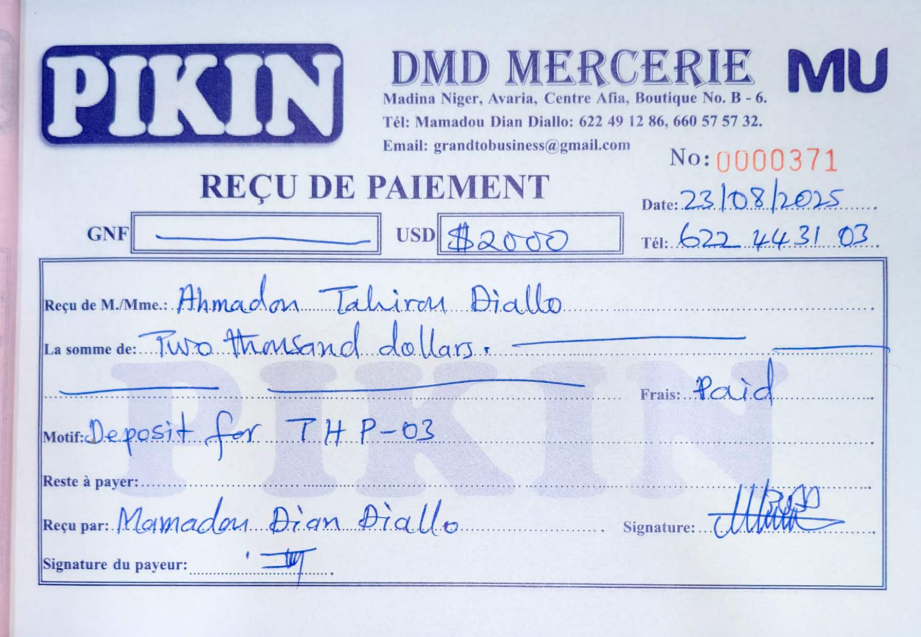 PIKIN
DMD MERCERIE
MU
Madina Niger, Avaria, Centre Afia, Boutique No. B - 6.
Tél: Mamadou Dian Diallo: 622 49 12 86, 660 57 57 32.
Email: grandtobusiness@gmail.com
No: 0000371
REÇU DE PAIEMENT
Date: 23/08/2025
GNF
USD $2000
Tél: 622 44 31 03
Reçu de M./Mme.: Ahmadou Tahirou Diallo
La somme de: Two thousand dollars.
Frais: Paid
PIKIN
Motif: Deposit for THP-03
Reste à payer:
Reçu par: Mamadou Dian Diallo
Signature:
Signature du payeur: